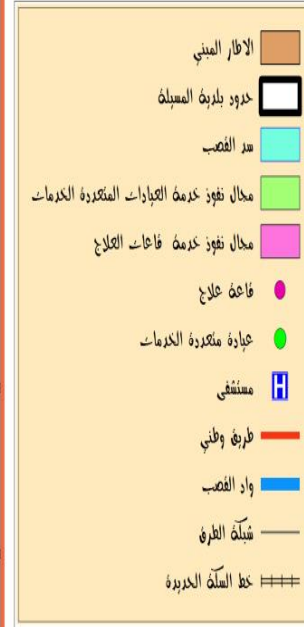 الاطار المبني
حدود بلدية المسيلة
سد القصب
مجال نفوذ خدمة العيادات المتعددة الخدمات
مجال نفوذ خدمة قاعات العلاج
قاعة علاج
عيادة متعددة الخدمات
H مستشفى
طريق وطني
واد القصب
شبكة الطرق
خط السكة الحديدة